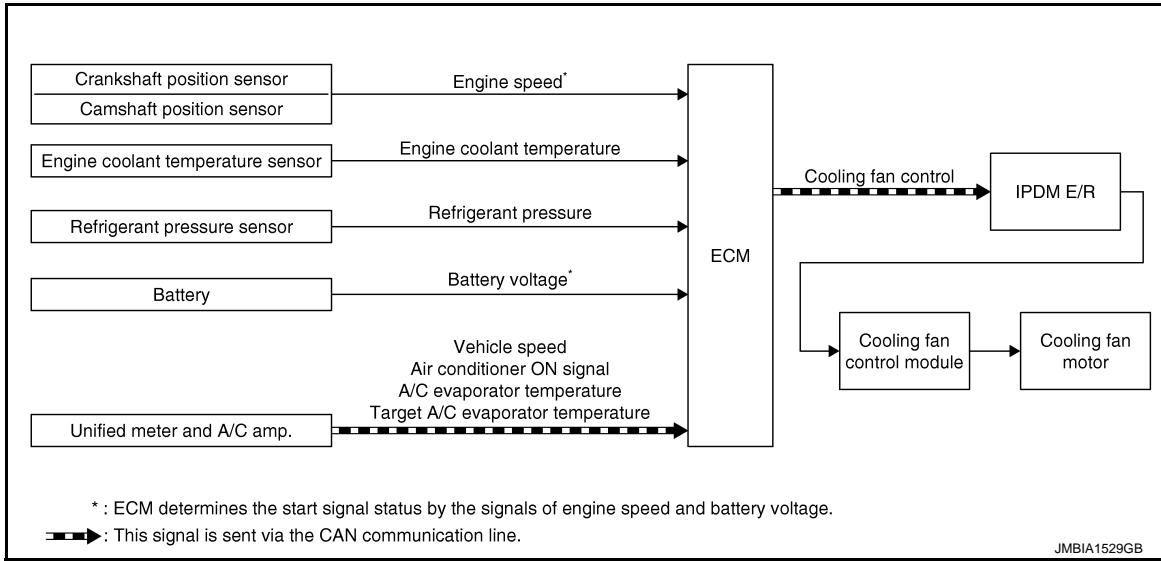 Crankshaft position sensor
Camshaft position sensor
Engine speed*
Engine coolant temperature sensor
Engine coolant temperature
Refrigerant pressure sensor
Refrigerant pressure
Battery
Battery voltage*
Unified meter and A/C amp.
Vehicle speed
Air conditioner ON signal
A/C evaporator temperature
Target A/C evaporator temperature
ECM
Cooling fan control
IPDM E/R
Cooling fan
control module
Cooling fan
motor
* : ECM determines the start signal status by the signals of engine speed and battery voltage.
: This signal is sent via the CAN communication line.
JMBIA1529GB